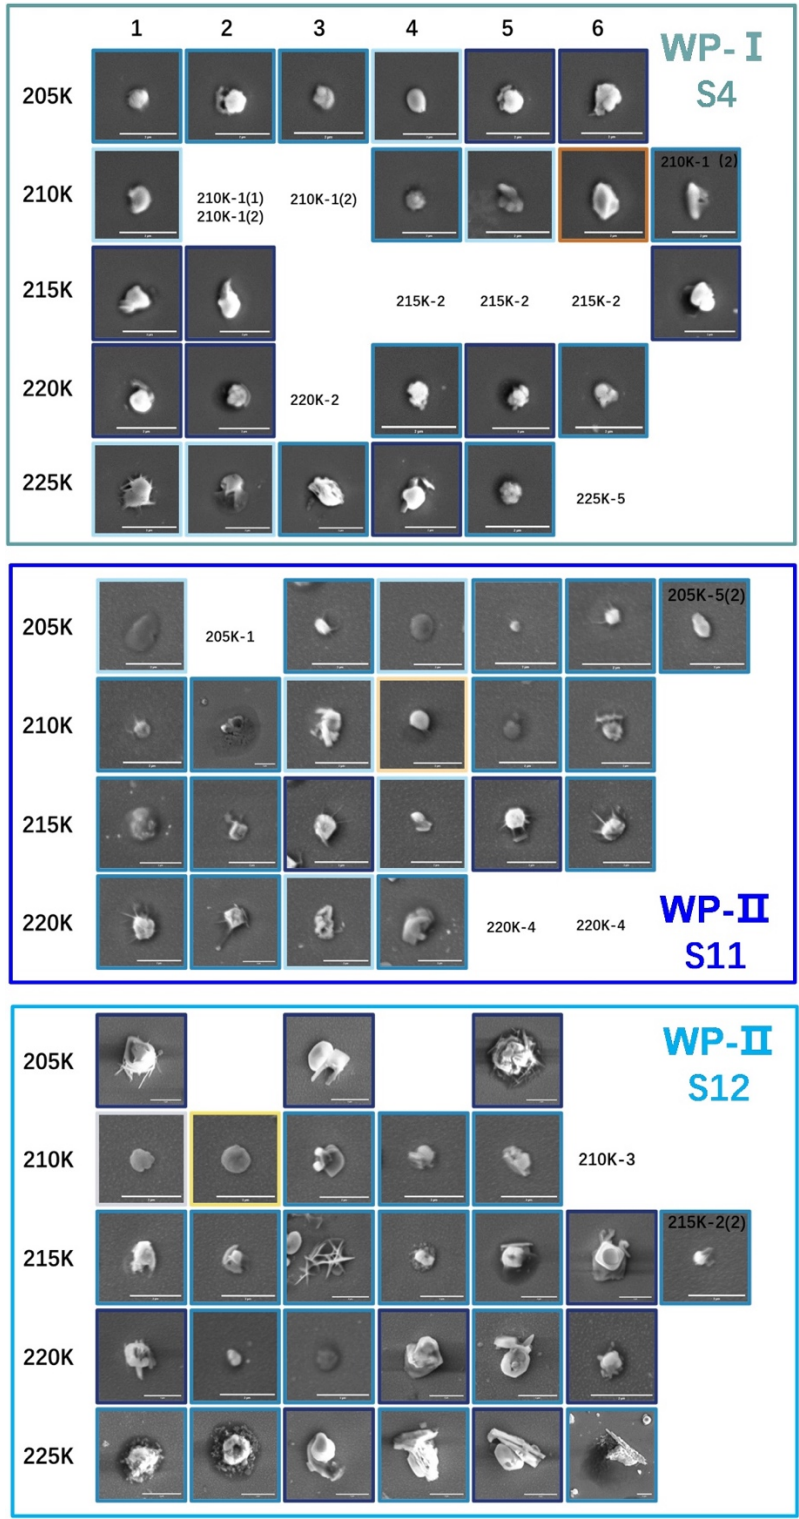 1 2 3 4 5 6
WP-Ⅰ
S4
205K
210K
210K-1(1)
210K-1(2)
210K-1(2)
210K-1 (2)
215K
215K-2
215K-2
215K-2
220K
220K-2
225K
225K-5
205K
205K-1
205K-5(2)
210K
215K
220K
220K-4
220K-4
WP-Ⅱ
S11
205K
WP-Ⅱ
S12
210K
210K-3
215K
215K-2(2)
220K
225K